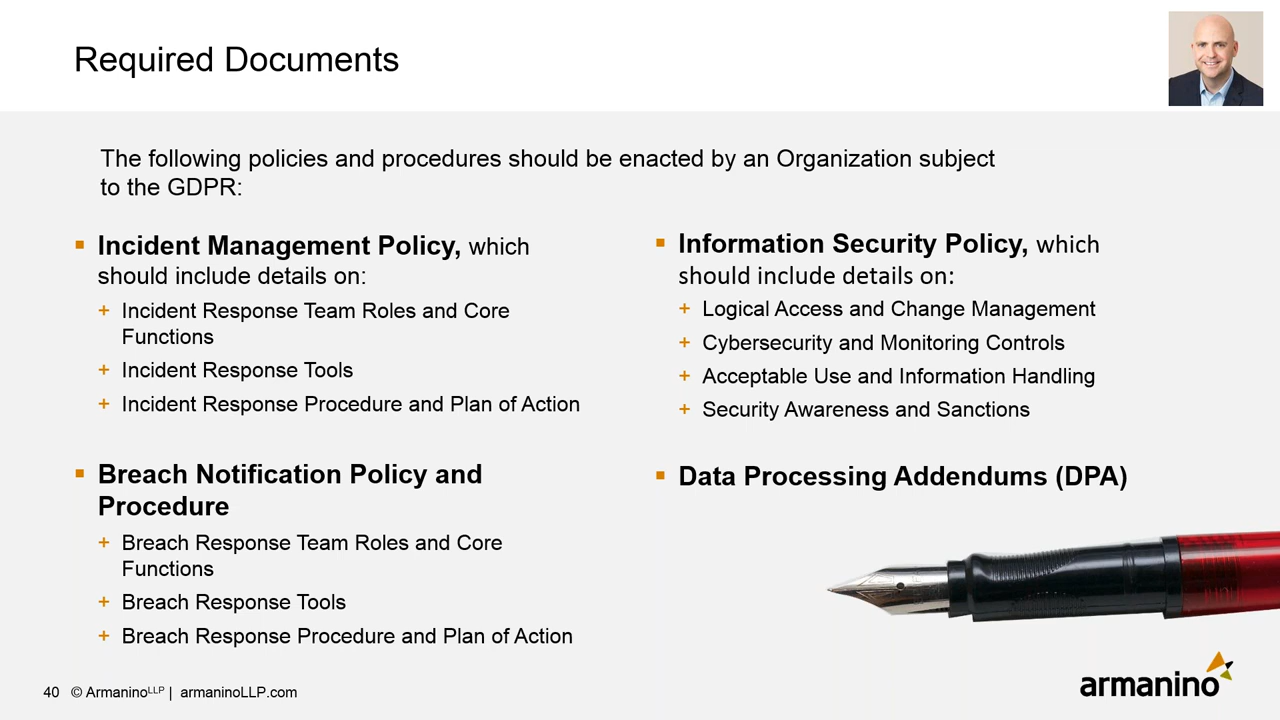 Required Documents
The following policies and procedures should be enacted by an Organization subject
to the GDPR:
▪ Incident Management Policy, which
should include details on:
+ Incident Response Team Roles and Core
Functions
+ Incident Response Tools
+ Incident Response Procedure and Plan of Action
▪ Breach Notification Policy and
Procedure
+ Breach Response Team Roles and Core
Functions
+ Breach Response Tools
+ Breach Response Procedure and Plan of Action
▪ Information Security Policy, which
should include details on:
+ Logical Access and Change Management
+ Cybersecurity and Monitoring Controls
+ Acceptable Use and Information Handling
+ Security Awareness and Sanctions
▪ Data Processing Addendums (DPA)
40 © ArmaninoLLP | armaninoLLP.com
armanino